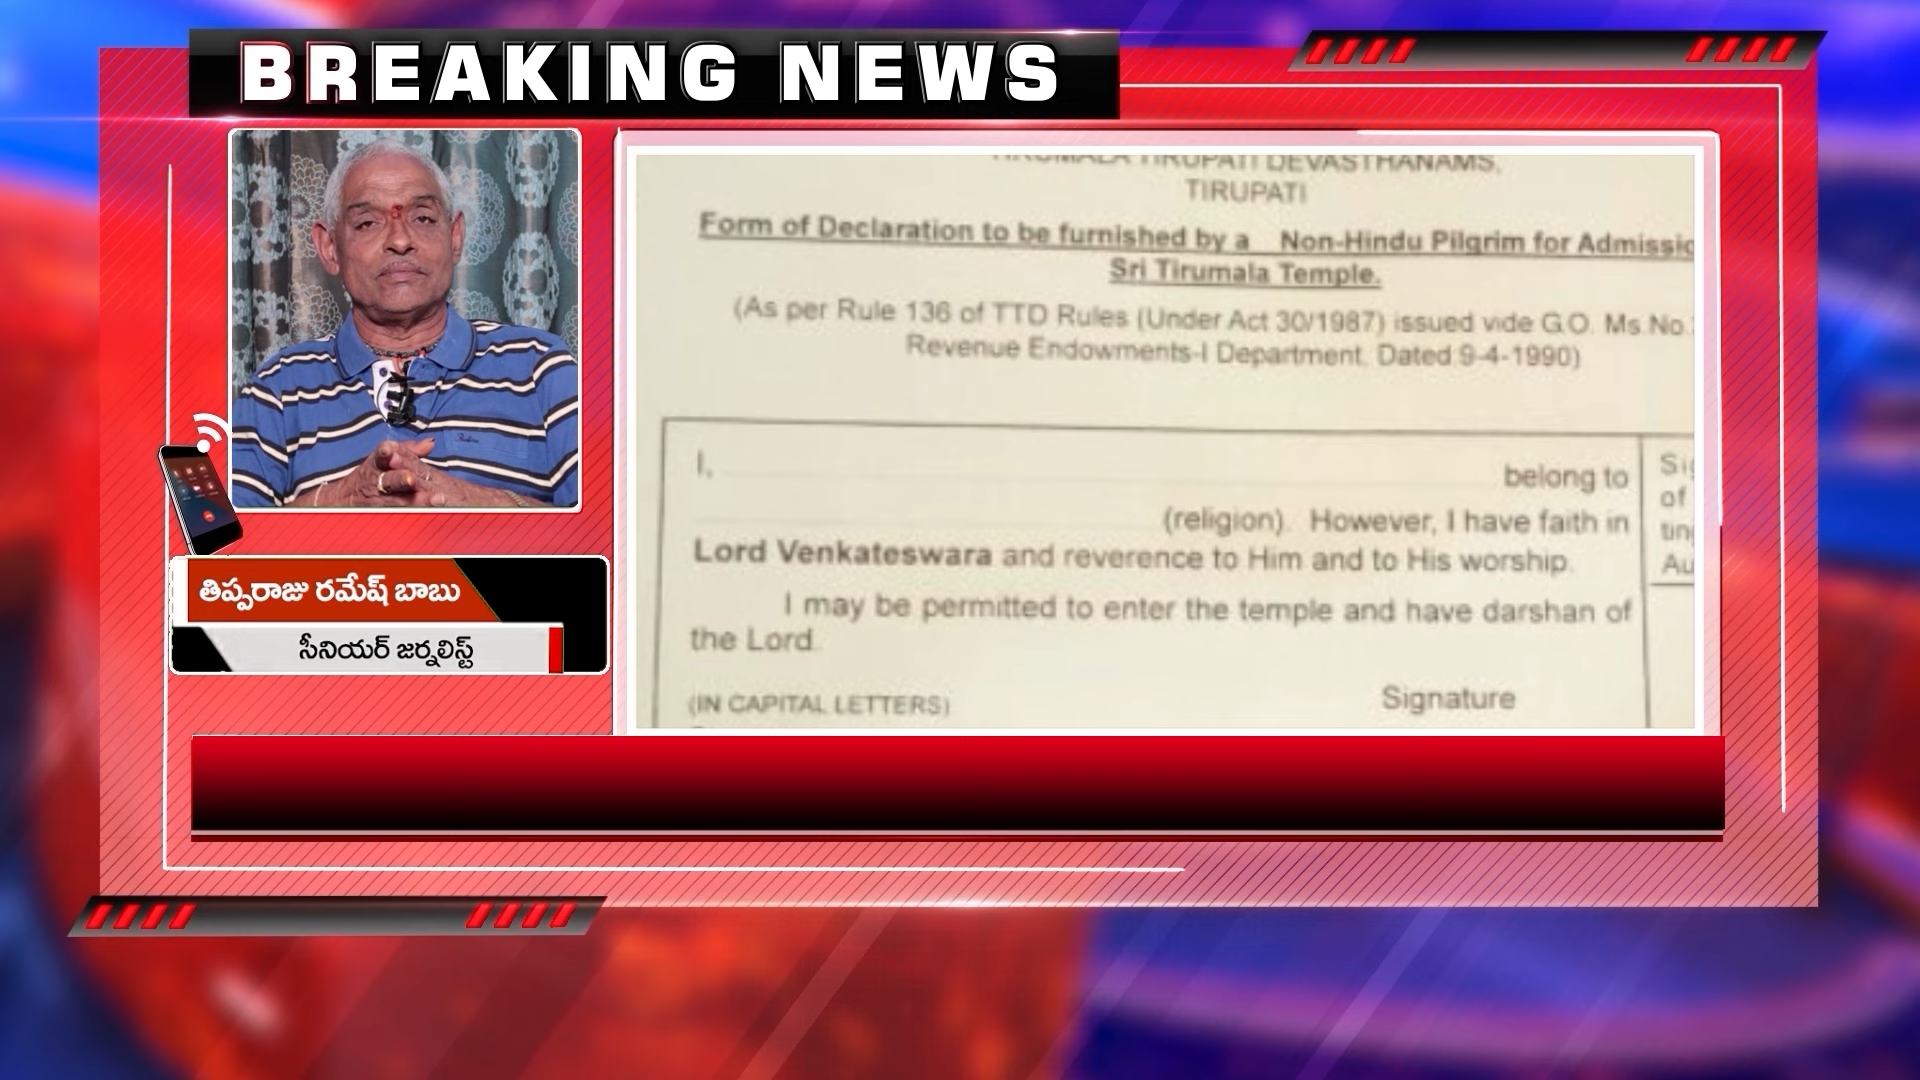 BREAKING NEWS
TIRUMALA TIRUPATI DEVASTHANAMS,
TIRUPATI
Form of Declaration to be furnished by a Non-Hindu Pilgrim for
Sri Tirumala Temple.
(As per Rule 136 of TTD Rules (Under Act 30/1987) issued vide G.O. Ms.No.
Revenue Endowments-I Department. Dated 9-4-1990)
I, belong to
(religion). However, I have faith in
Lord Venkateswara and reverence to Him and to His worship.
I may be permitted to enter the temple and have darshan of
the Lord.
(IN CAPITAL LETTERS) Signature
of
తిప్పరాజు రమేష్ బాబు
సీనియర్ జర్నలిస్ట్